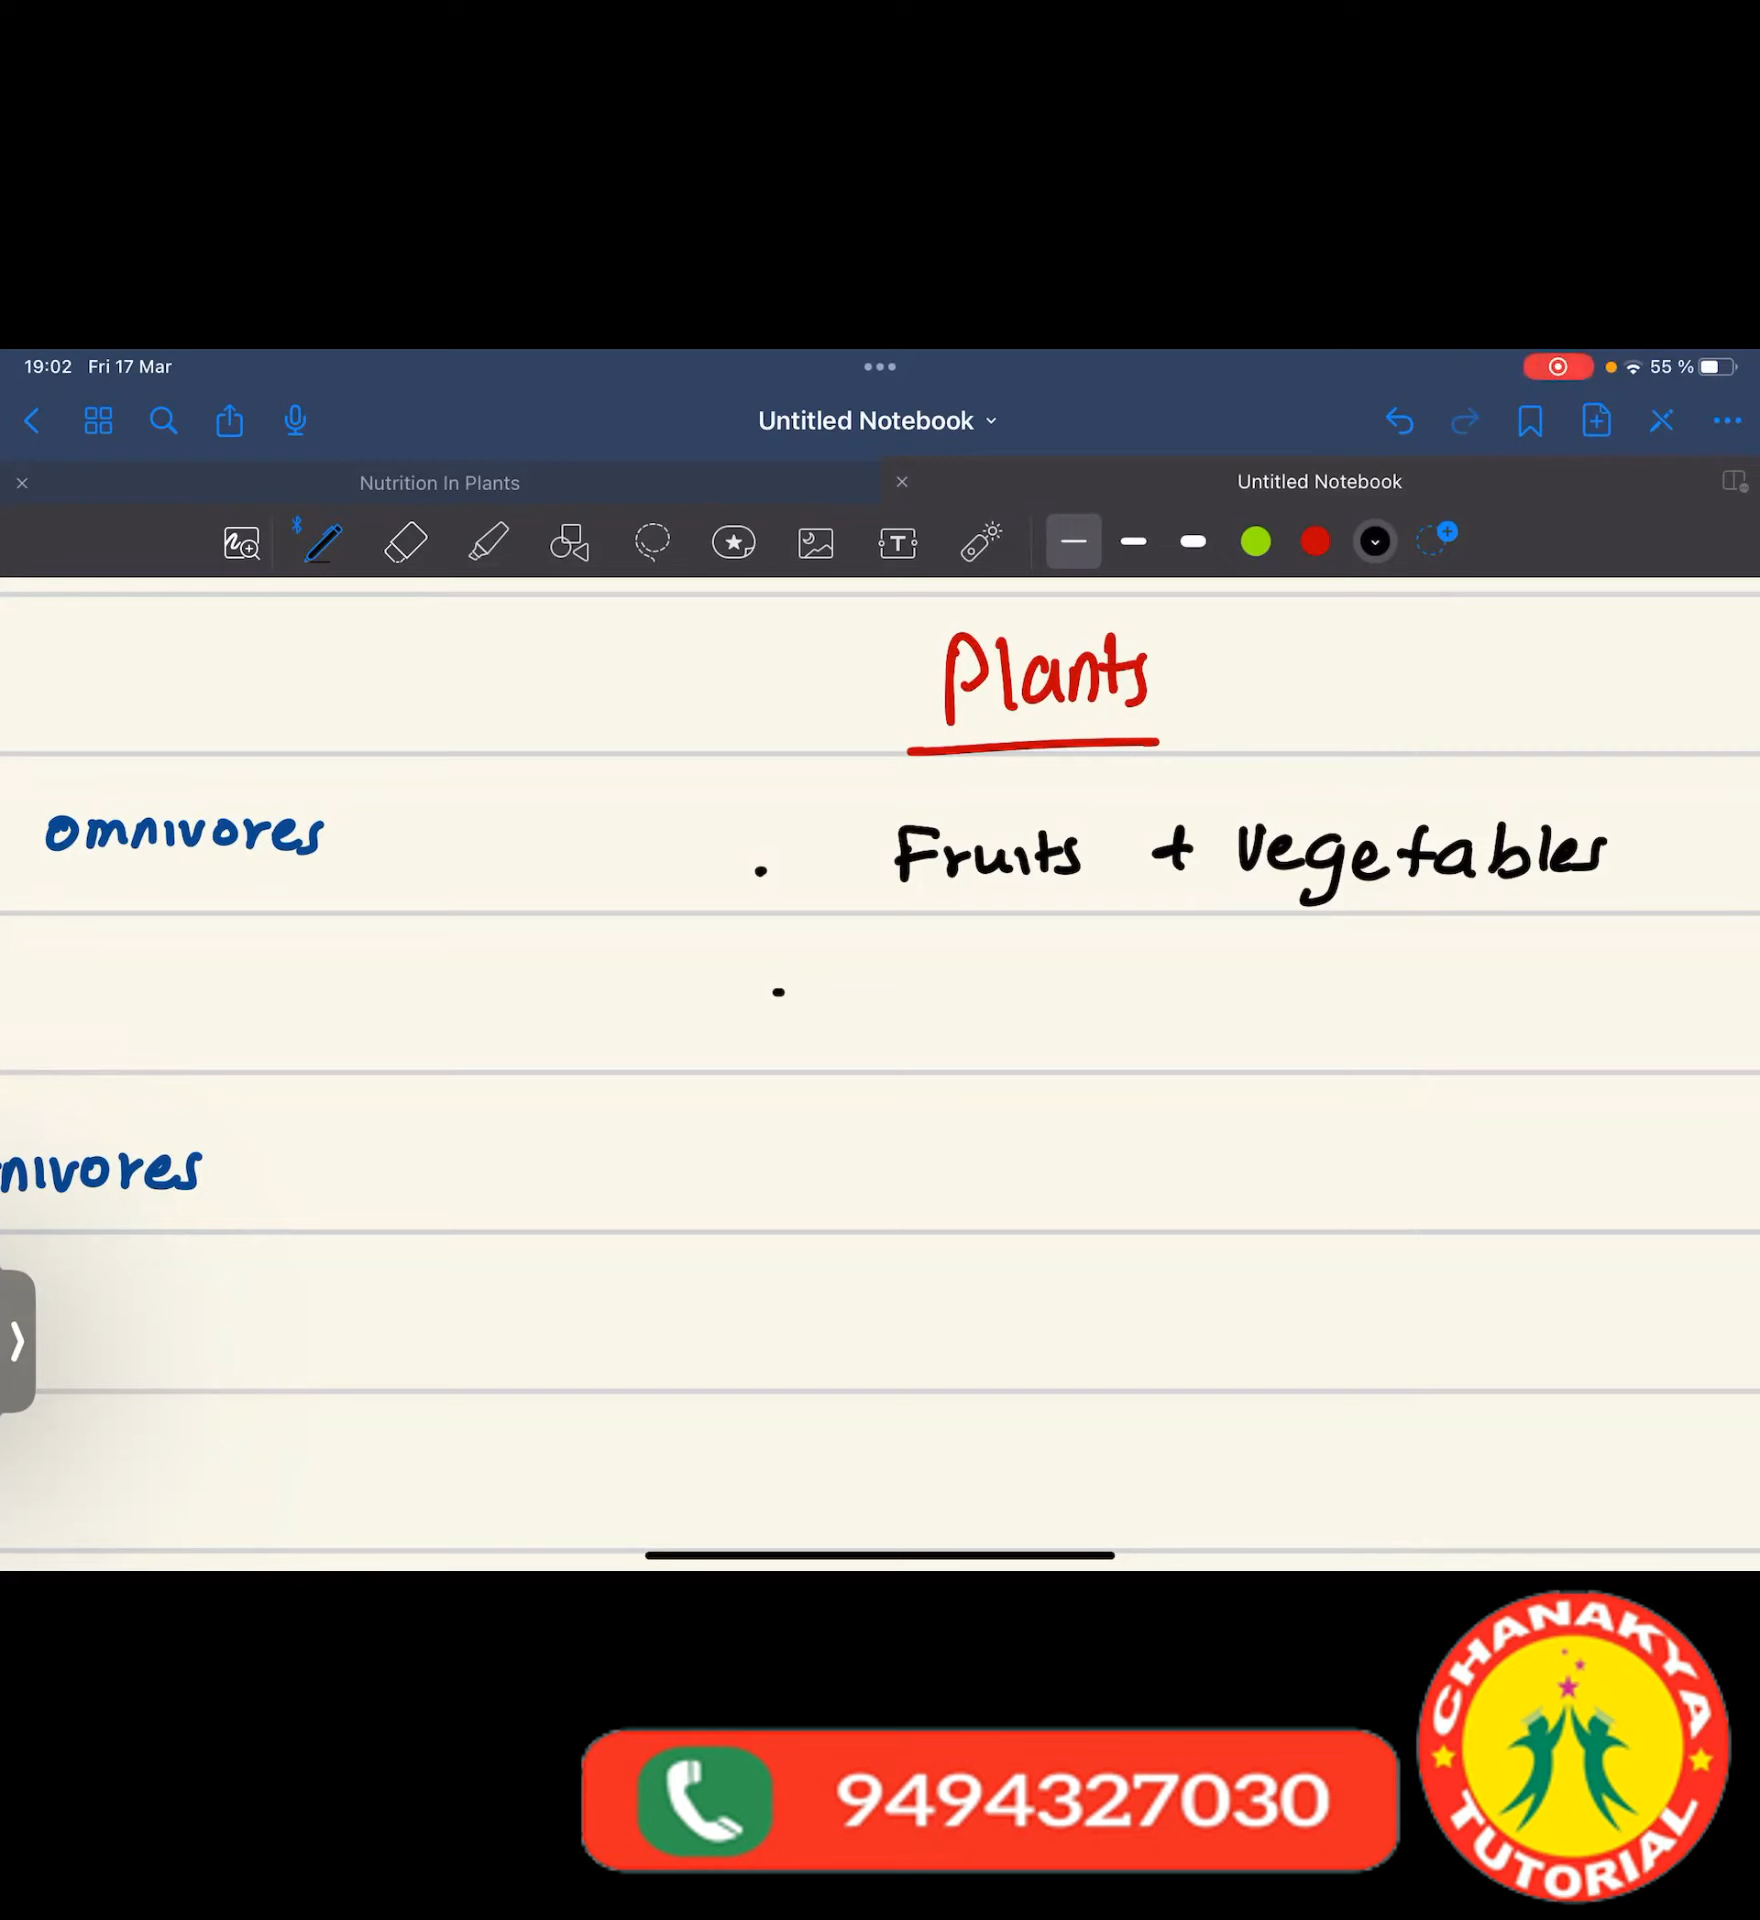 19:02 Fri 17 Mar
55 %
Untitled Notebook
Nutrition In Plants
Untitled Notebook
T
Plants
omnivores
. Fruits + Vegetables
.
nivores
CHANAKYA
TUTORIAL
9494327030